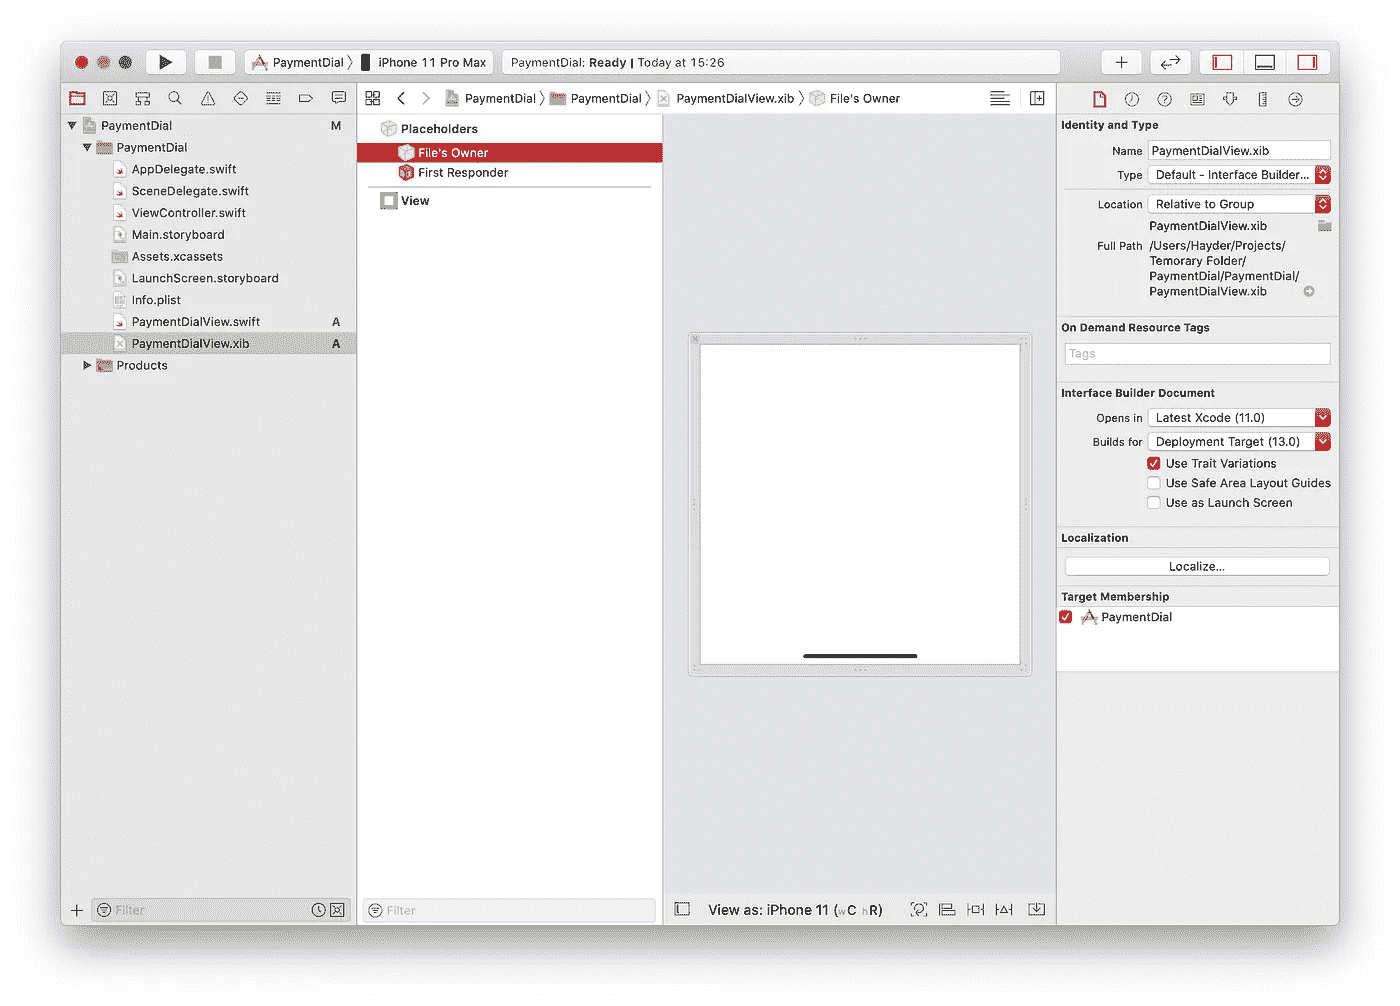 PaymentDial 〉 iPhone 11 Pro Max
PaymentDial: Ready | Today at 15:26
PaymentDial 〉 PaymentDial 〉 PaymentDialView.xib 〉 File's Owner
PaymentDial M
PaymentDial
AppDelegate.swift
SceneDelegate.swift
ViewController.swift
Main.storyboard
Assets.xcassets
LaunchScreen.storyboard
Info.plist
PaymentDialView.swift A
PaymentDialView.xib A
Products
Filter
Placeholders
File's Owner
First Responder
View
Filter
View as: iPhone 11 (wC hR)
Identity and Type
Name PaymentDialView.xib
Type Default - Interface Builder...
Location Relative to Group
PaymentDialView.xib
Full Path /Users/Hayder/Projects/
Temorary Folder/
PaymentDial/PaymentDial/
PaymentDialView.xib
On Demand Resource Tags
Tags
Interface Builder Document
Opens in Latest Xcode (11.0)
Builds for Deployment Target (13.0)
Use Trait Variations
Use Safe Area Layout Guides
Use as Launch Screen
Localization
Localize...
Target Membership
PaymentDial